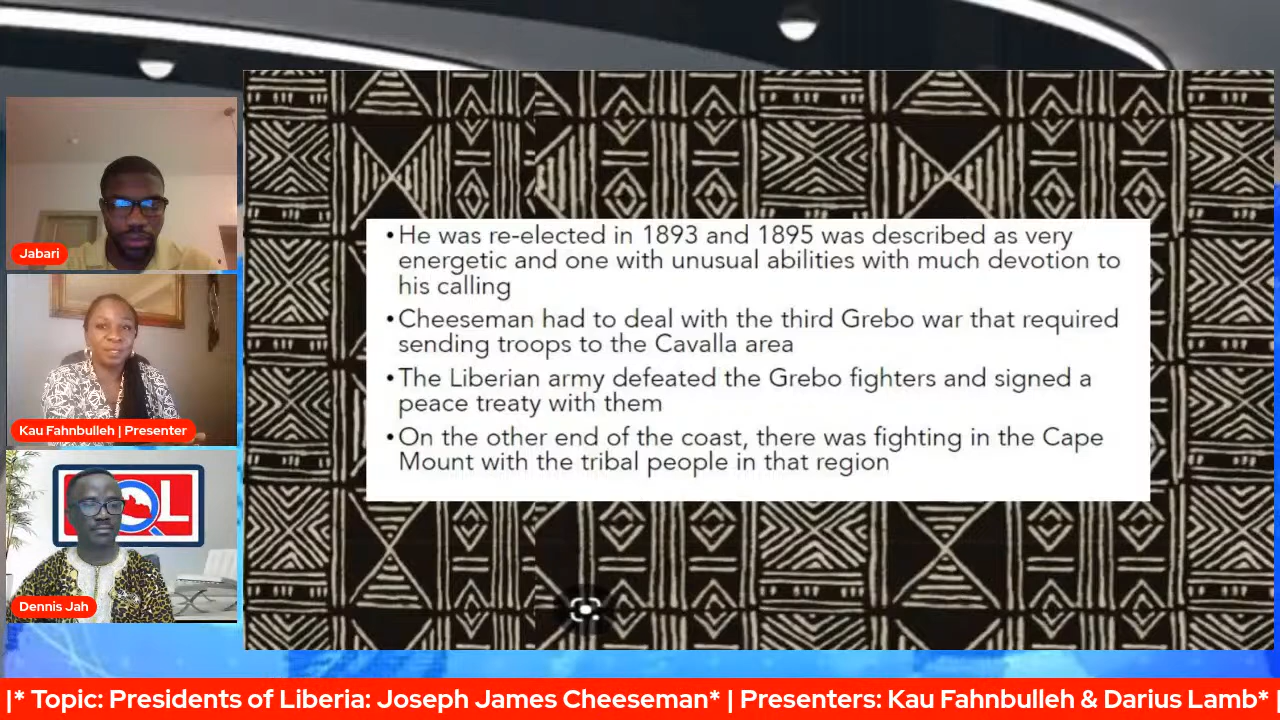 Jabari
Kau Fahnbulleh | Presenter
OL
Dennis Jah
•He was re-elected in 1893 and 1895 was described as very
energetic and one with unusual abilities with much devotion to
his calling
•Cheeseman had to deal with the third Grebo war that required
sending troops to the Cavalla area
•The Liberian army defeated the Grebo fighters and signed a
peace treaty with them
•On the other end of the coast, there was fighting in the Cape
Mount with the tribal people in that region
|* Topic: Presidents of Liberia: Joseph James Cheeseman* | Presenters: Kau Fahnbulleh & Darius Lamb* |